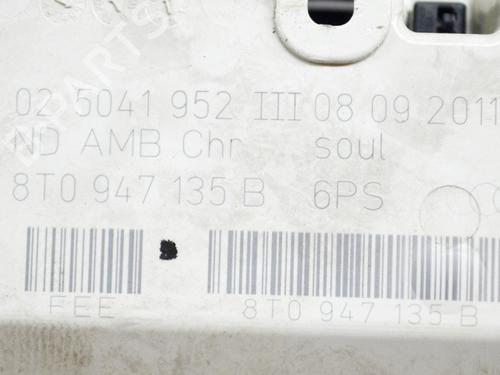 02 5041 952 III 08.09.2011
ND AMB Chr soul
8T0 947 135 B 6PS
FEE 8T0 947 135 B